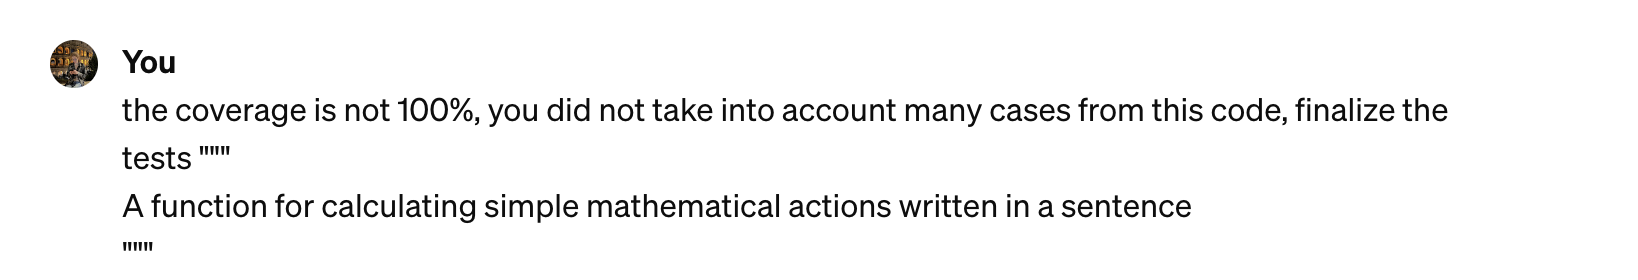 You
the coverage is not 100%, you did not take into account many cases from this code, finalize the
tests """
A function for calculating simple mathematical actions written in a sentence
"""